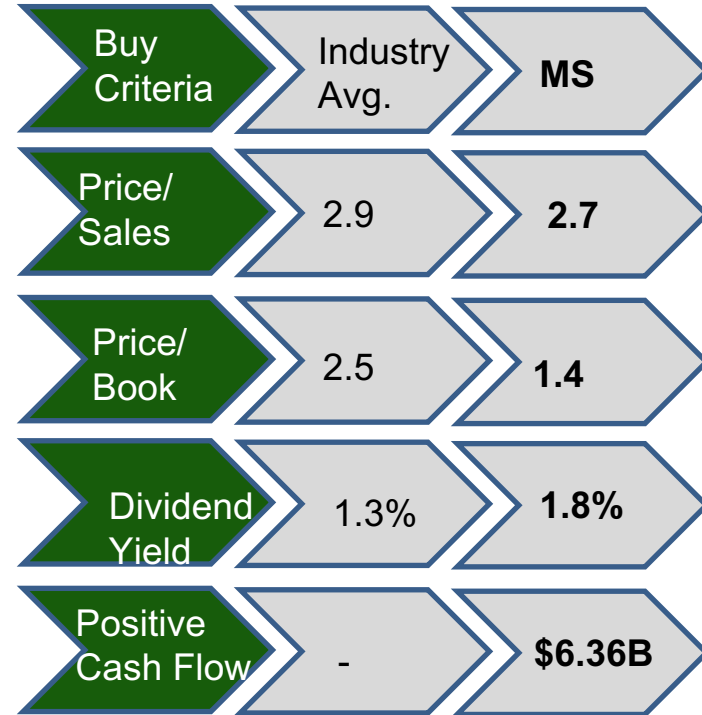 Buy
Criteria
Industry
Avg.
MS
Price/
Sales
2.9
2.7
Price/
Book
2.5
1.4
Dividend
Yield
1.3%
1.8%
Positive
Cash Flow
-
$6.36B